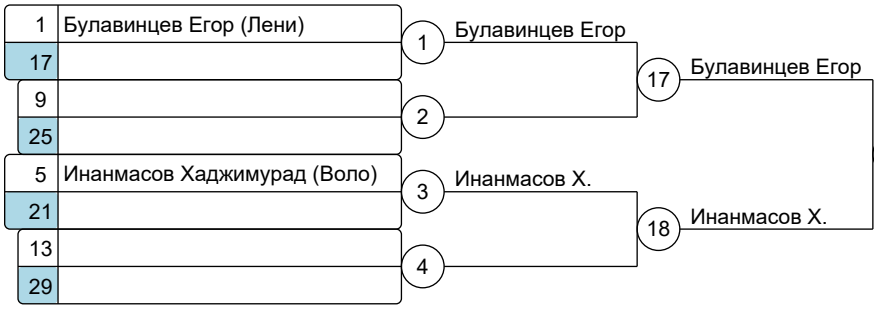 1 Булавинцев Егор (Лени)
17
1 Булавинцев Егор
9
25
2
17 Булавинцев Егор
5 Инанмасов Хаджимурад (Воло)
21
3 Инанмасов Х.
13
29
4
18 Инанмасов Х.